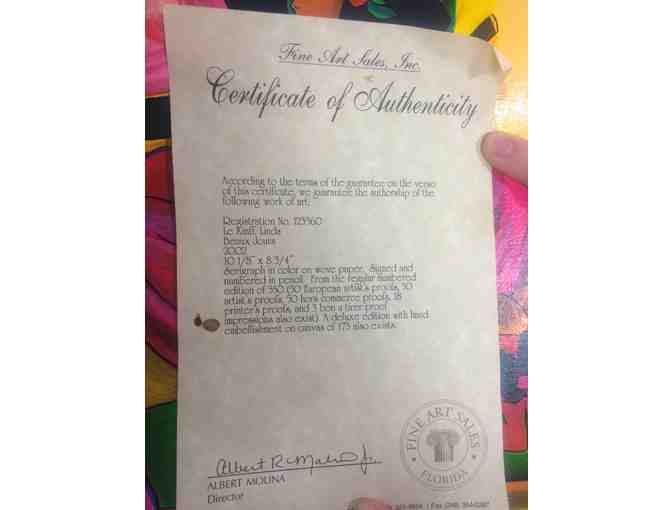 Fine Art Sales, Inc.
Certificate of Authenticity
According to the terms of the guarantee on the verso
of this certificate, we guarantee the authorship of the
following work of art:
Registration No. 123360
Le Kinff, Linda
Beaux Jours
2002
10 1/8" x 8 3/4"
Serigraph in color on wove paper. Signed and
numbered in pencil. From the regular numbered
edition of 350 (50 European artist's proofs, 50
artist's proofs, 50 hors commerce proofs, 18
printer's proofs, and 3 bon a tirer proof
impressions also exist). A deluxe edition with hand
embellishment on canvas of 175 also exists.
Albert R Molina Jr.
ALBERT MOLINA
Director
FINE ART SALES
FLORIDA
Fax